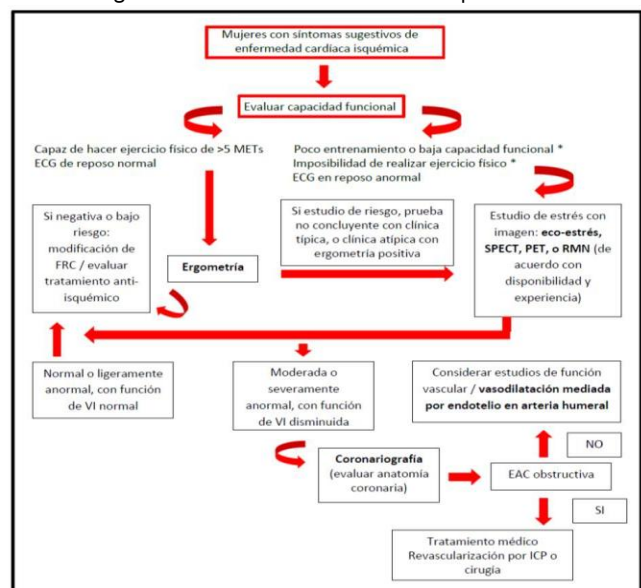 Mujeres con síntomas sugestivos de
enfermedad cardíaca isquémica
Evaluar capacidad funcional
Capaz de hacer ejercicio físico de >5 METs
ECG de reposo normal
Poco entrenamiento o baja capacidad funcional *
Imposibilidad de realizar ejercicio físico *
ECG en reposo anormal
Si negativa o bajo
riesgo:
modificación de
FRC / evaluar
tratamiento anti-
isquémico
Ergometría
Si estudio de riesgo, prueba
no concluyente con clínica
típica, o clínica atípica con
ergometría positiva
Estudio de estrés con
imagen: eco-estrés,
SPECT, PET, o RMN (de
acuerdo con
disponibilidad y
experiencia)
Normal o ligeramente
anormal, con función
de VI normal
Moderada o
severamente
anormal, con función
de VI disminuida
Considerar estudios de función
vascular / vasodilatación mediada
por endotelio en arteria humeral
Coronariografía
(evaluar anatomía
coronaria)
EAC obstructiva
NO
SI
Tratamiento médico
Revascularización por ICP o
cirugía